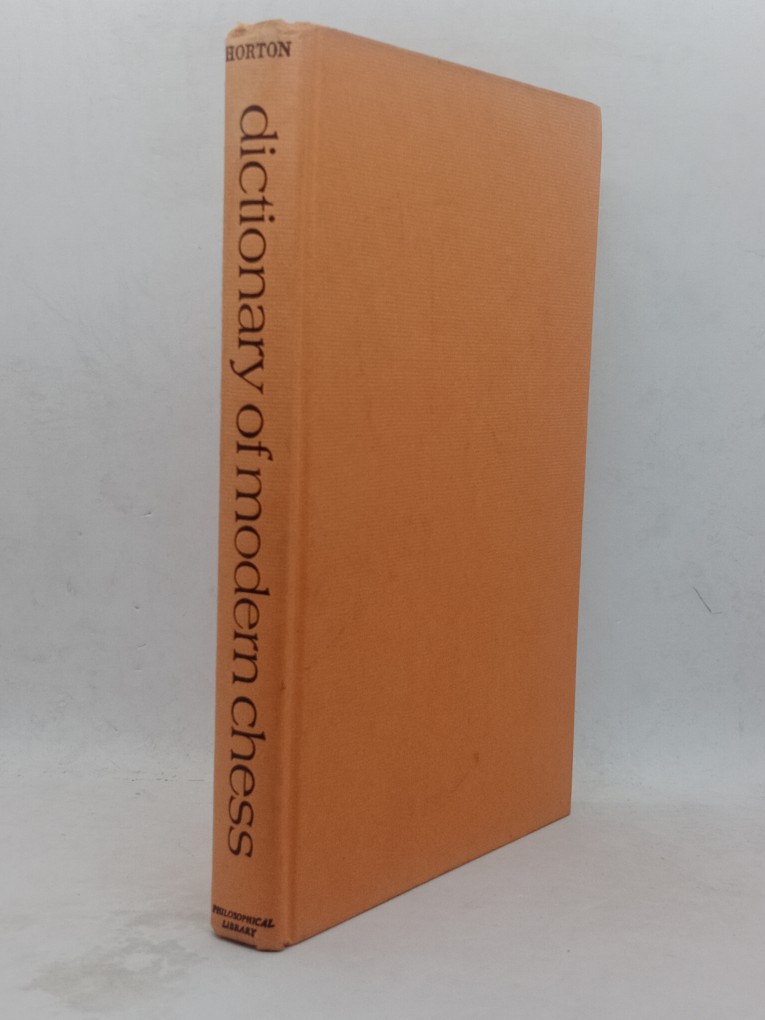 HORTON
dictionary of modern chess
PHILOSOPHICAL
LIBRARY